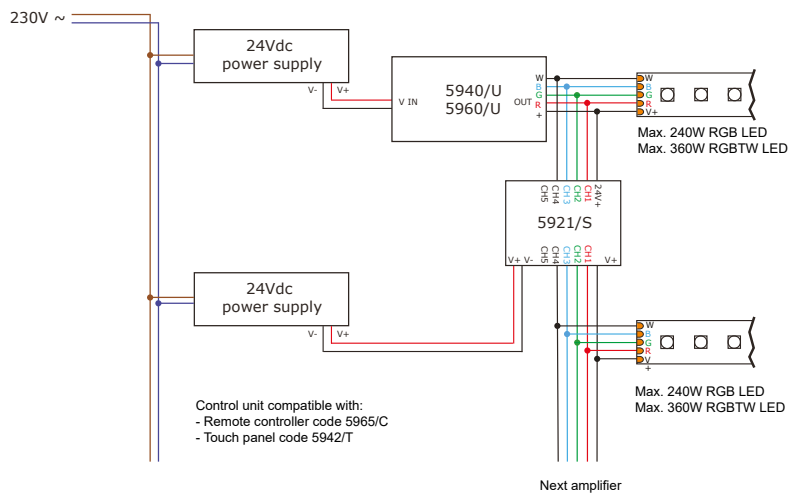 230V ~
24Vdc
power supply
V- V+
V IN
5940/U
5960/U
OUT
W
B
G
R
+
W
B
G
R
V+
Max. 240W RGB LED
Max. 360W RGBTW LED
CH5
CH4
CH3
CH2
CH1
24V+
5921/S
CH5
CH4
CH3
CH2
CH1
V+ V-
V+
24Vdc
power supply
V- V+
W
B
G
R
V
+
Max. 240W RGB LED
Max. 360W RGBTW LED
Control unit compatible with:
- Remote controller code 5965/C
- Touch panel code 5942/T
Next amplifier